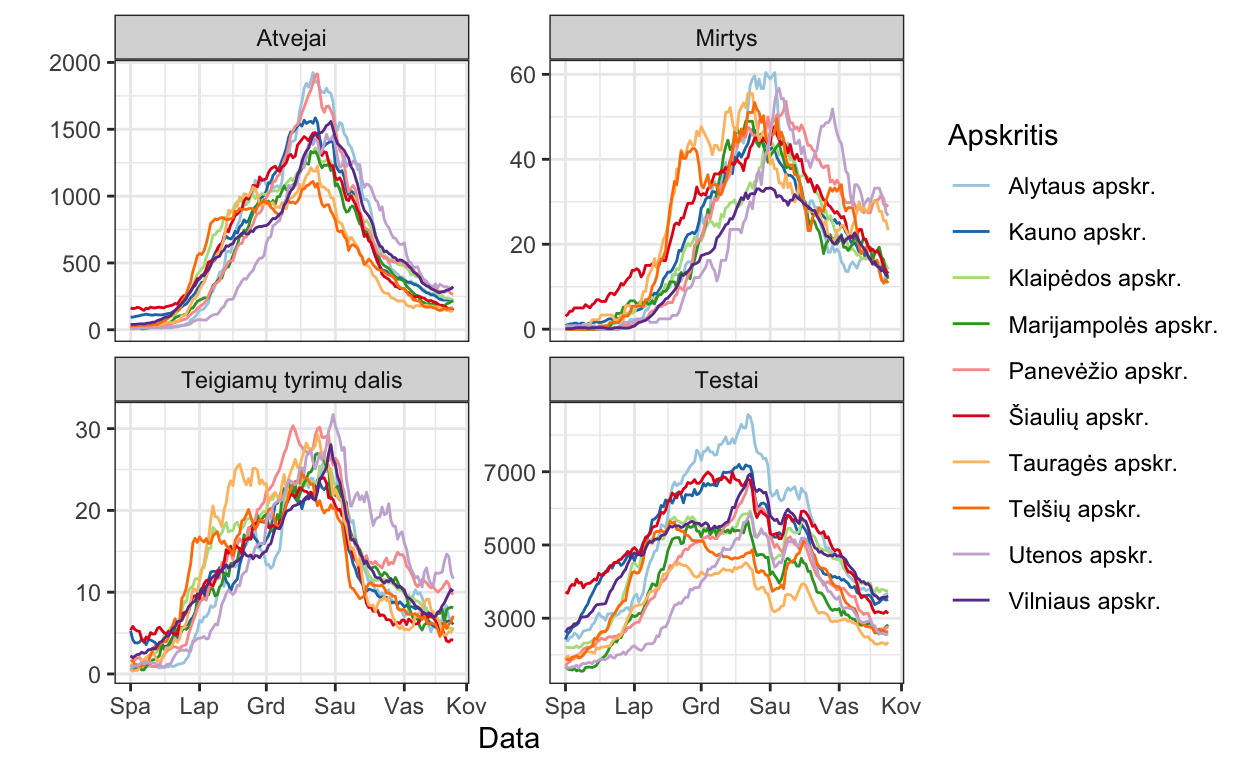 Atvejai
Mirtys
2000
1500
1000
500
0
60
40
20
0
Teigiamų tyrimų dalis
Testai
30
20
10
0
7000
5000
3000
Spa Lap Grd Sau Vas Kov
Spa Lap Grd Sau Vas Kov
Data
Apskritis
Alytaus apskr.
Kauno apskr.
Klaipėdos apskr.
Marijampolės apskr.
Panevėžio apskr.
Šiaulių apskr.
Tauragės apskr.
Telšių apskr.
Utenos apskr.
Vilniaus apskr.